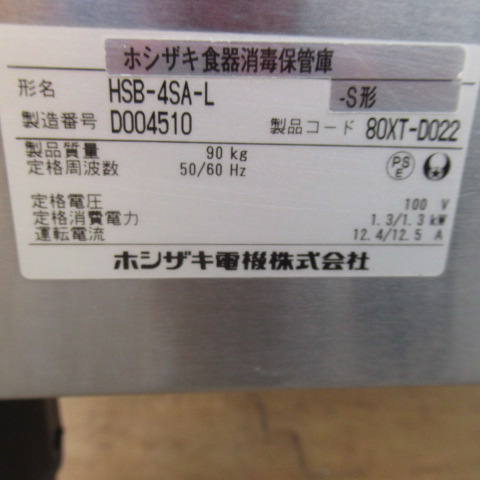 ホシザキ食器消毒保管庫
形名 HSB-4SA-L -S形
製造番号 D004510 製品コード 80XT-D022
製品質量 90 kg
定格周波数 50/60 Hz
PS
E
定格電圧 100 V
定格消費電力 1.3/1.3 kW
運転電流 12.4/12.5 A
ホシザキ電機株式会社